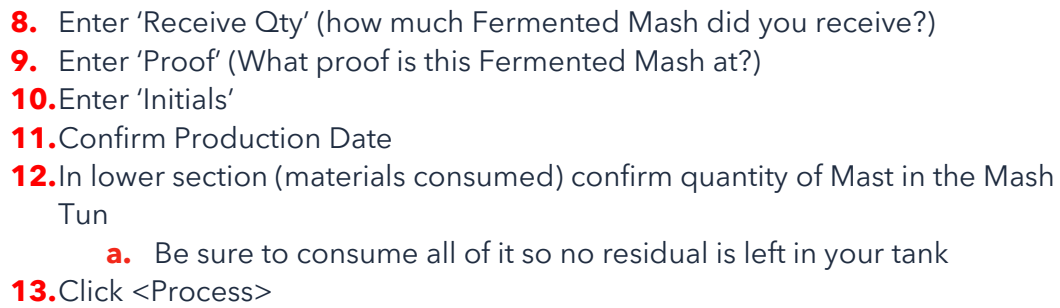 8. Enter ‘Receive Qty’ (how much Fermented Mash did you receive?)
9. Enter ‘Proof’ (What proof is this Fermented Mash at?)
10.Enter ‘Initials’
11.Confirm Production Date
12.In lower section (materials consumed) confirm quantity of Mast in the Mash
Tun
a. Be sure to consume all of it so no residual is left in your tank
13.Click <Process>